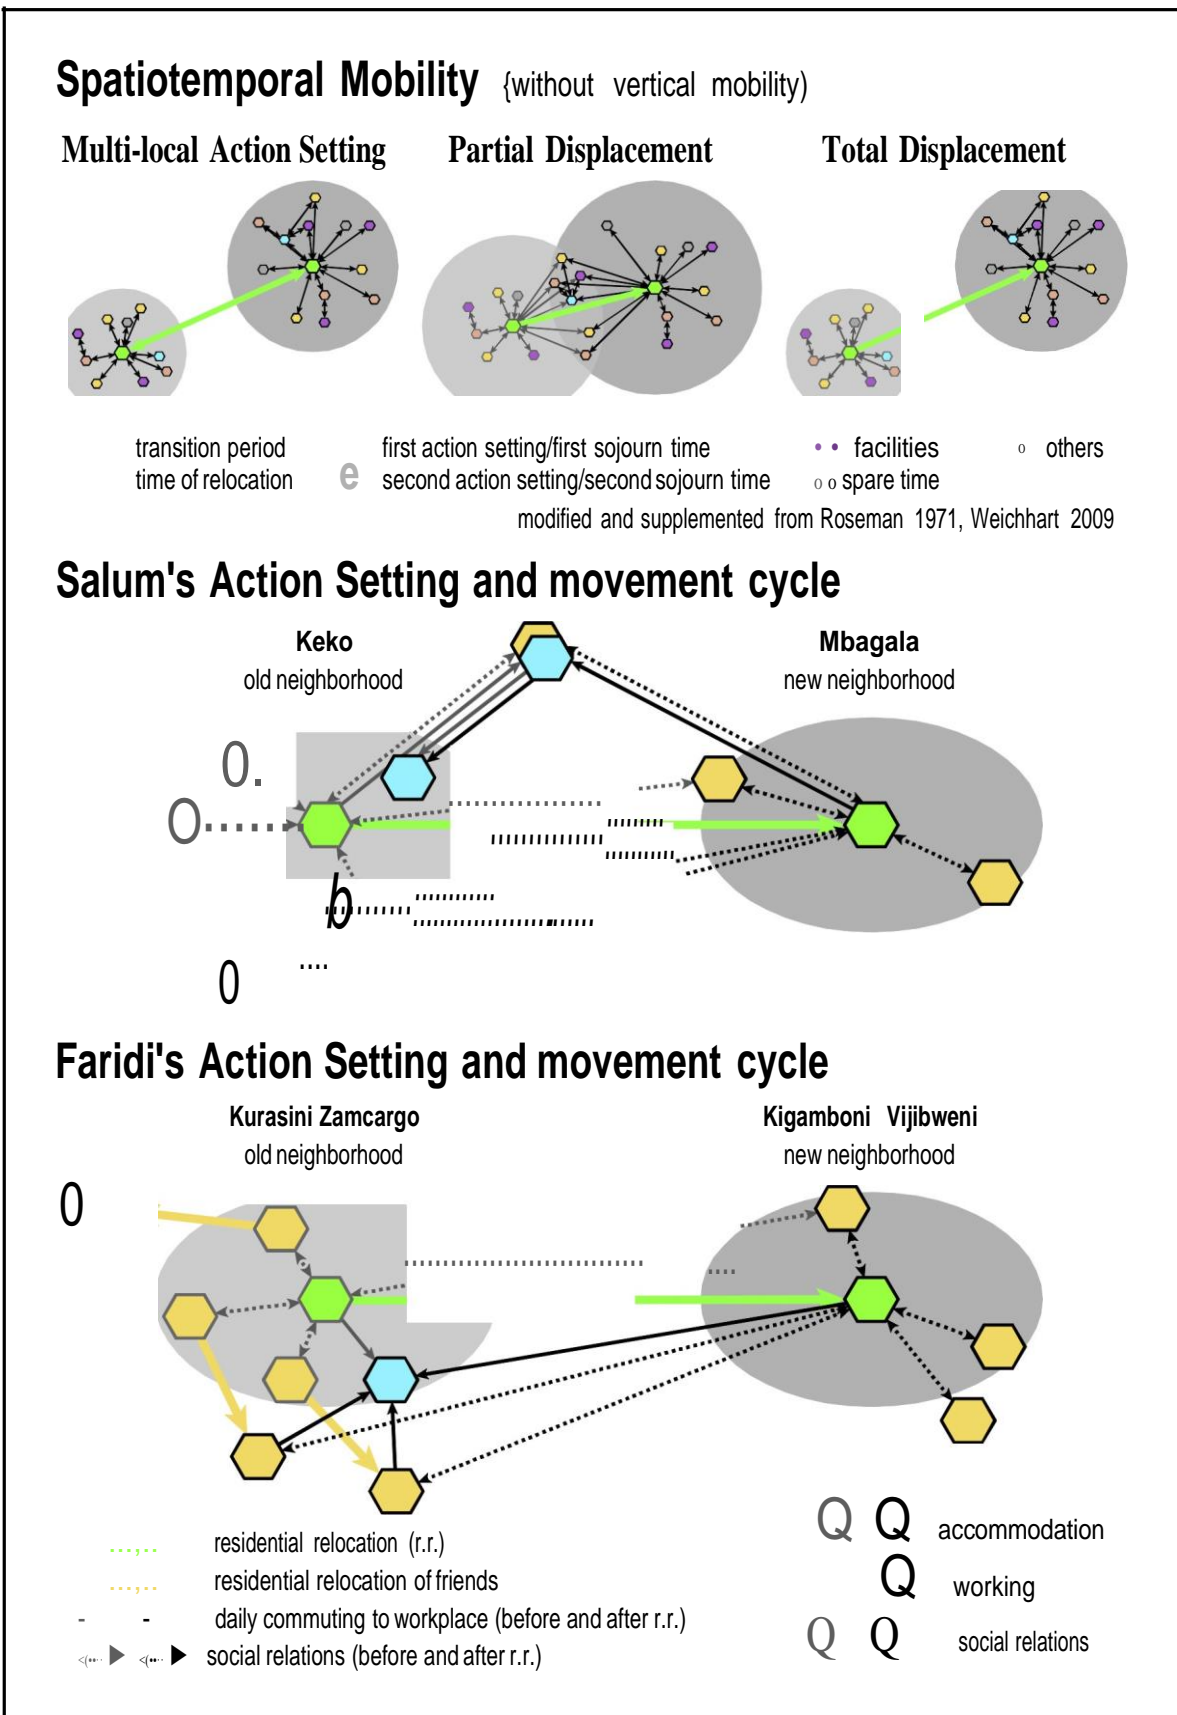 Spatiotemporal Mobility {without vertical mobility)
Multi-local Action Setting Partial Displacement Total Displacement
transition period
time of relocation
e
first action setting/first sojourn time
second action setting/second sojourn time
•• facilities
o others
o o spare time
modified and supplemented from Roseman 1971, Weichhart 2009
Salum's Action Setting and movement cycle
Keko
old neighborhood
Mbagala
new neighborhood
0.
O
b
0
Faridi's Action Setting and movement cycle
Kurasini Zamcargo
old neighborhood
Kigamboni Vijibweni
new neighborhood
0
residential relocation (r.r.)
residential relocation of friends
daily commuting to workplace (before and after r.r.)
social relations (before and after r.r.)
Q Q accommodation
Q working
Q Q social relations